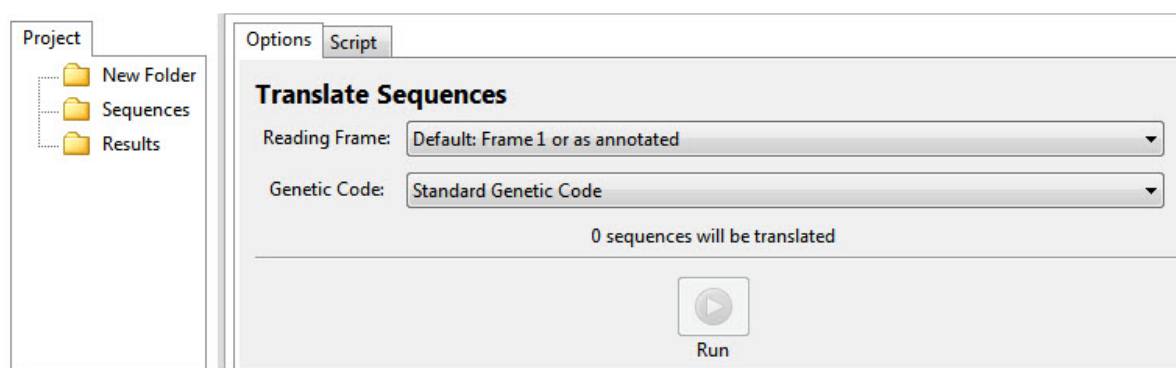 Project
New Folder
Sequences
Results
Options Script
Translate Sequences
Reading Frame: Default: Frame 1 or as annotated
Genetic Code: Standard Genetic Code
0 sequences will be translated
Run